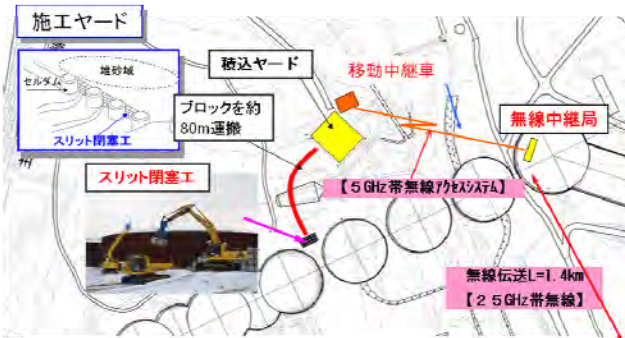 施工ヤード
堆砂域
セルダム
スリット閉塞工
積込ヤード
ブロックを約
80m運搬
移動中継車
無線中継局
スリット閉塞工
【5GHz帯無線アクセスシステム】
無線伝送L=1.4km
【25GHz帯無線】